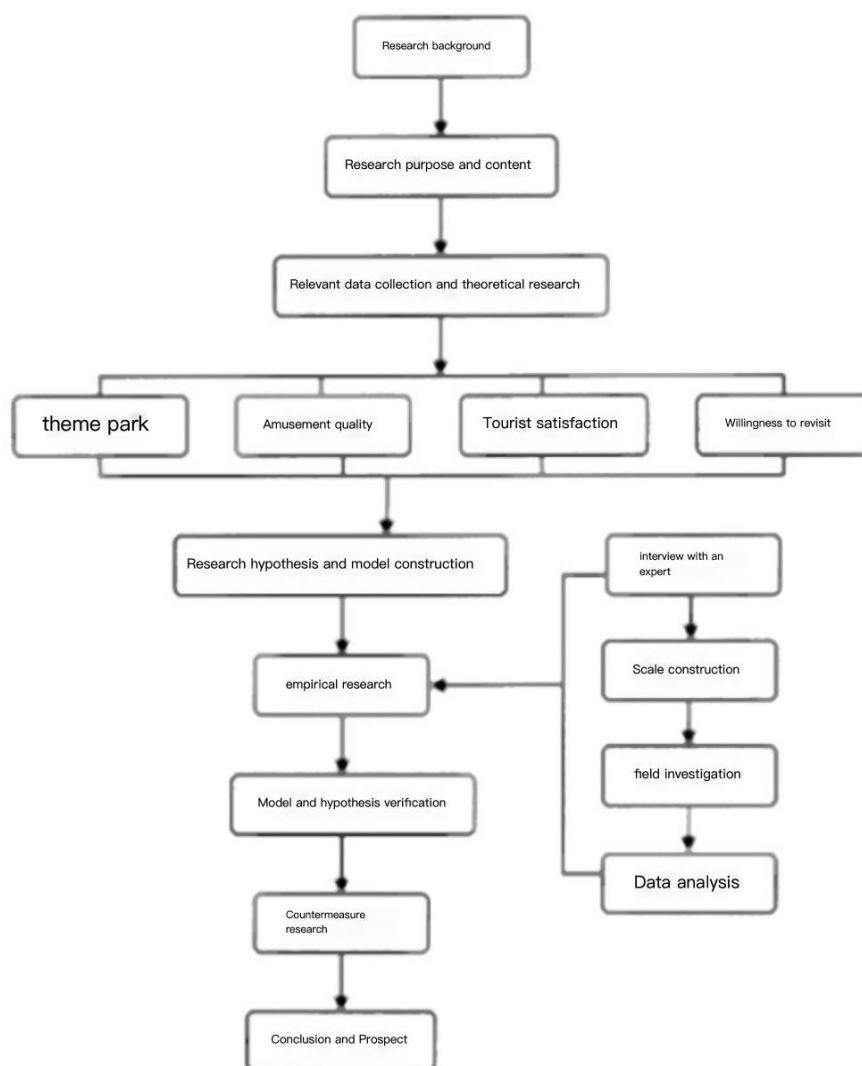 Research background
Research purpose and content
Relevant data collection and theoretical research
theme park
Amusement quality
Tourist satisfaction
Willingness to revisit
Research hypothesis and model construction
interview with an
expert
empirical research
Scale construction
Model and hypothesis verification
field investigation
Countermeasure
research
Data analysis
Conclusion and Prospect